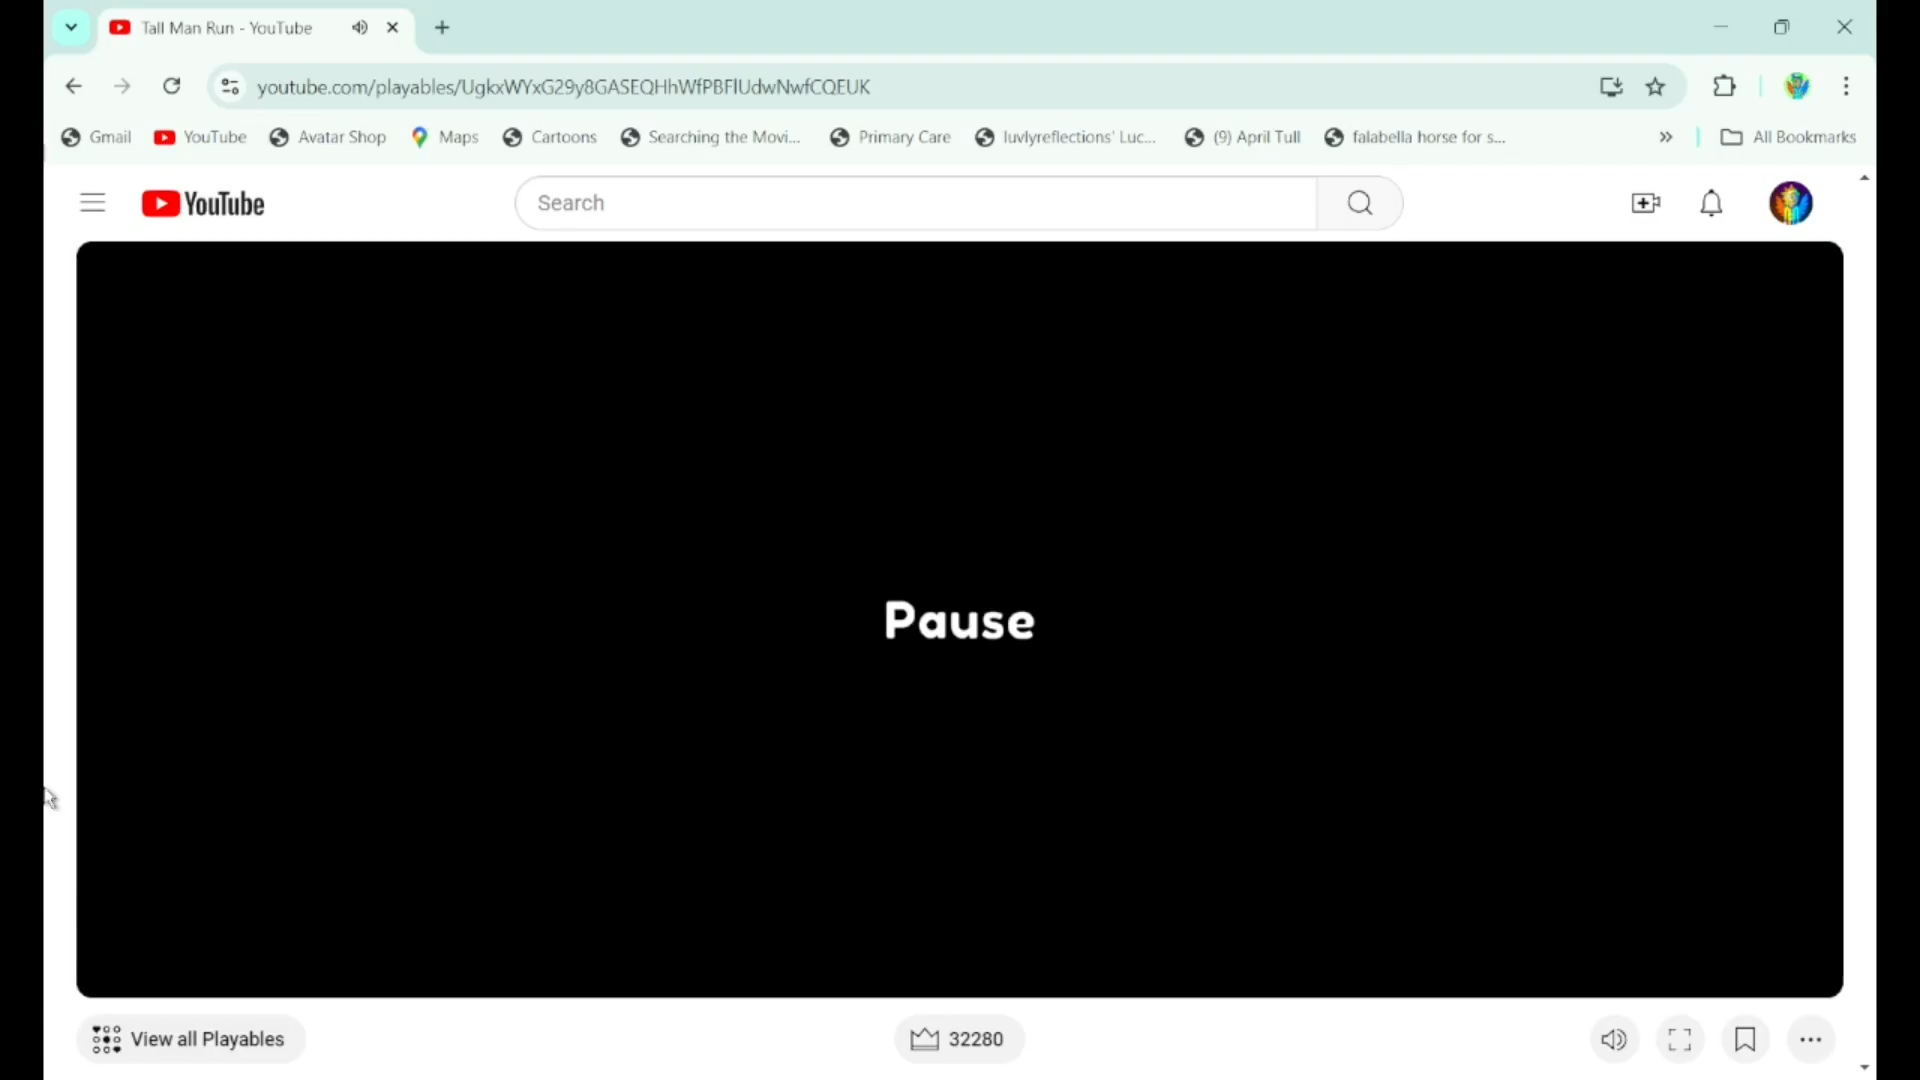 Tall Man Run - YouTube
youtube.com/playables/UgkxWYxG29y8GASEQHhWfPBFlUdwNwfCQEUK
Gmail YouTube Avatar Shop Maps Cartoons Searching the Movi... Primary Care luvlyreflections' Luc... (9) April Tull falabella horse for s... » All Bookmarks
YouTube Search
Pause
View all Playables 32280